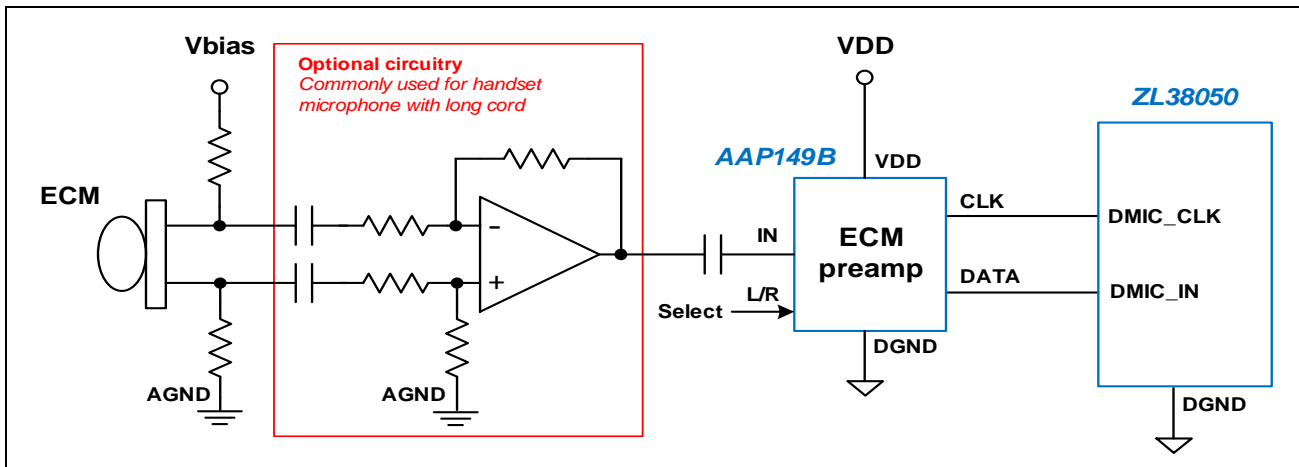 Vbias
Optional circuitry
Commonly used for handset
microphone with long cord
VDD
ZL38050
AAP149B
VDD
ECM
CLK
DMIC_CLK
IN
ECM
preamp
-
+
DATA
DMIC_IN
L/R
Select
DGND
AGND
AGND
DGND